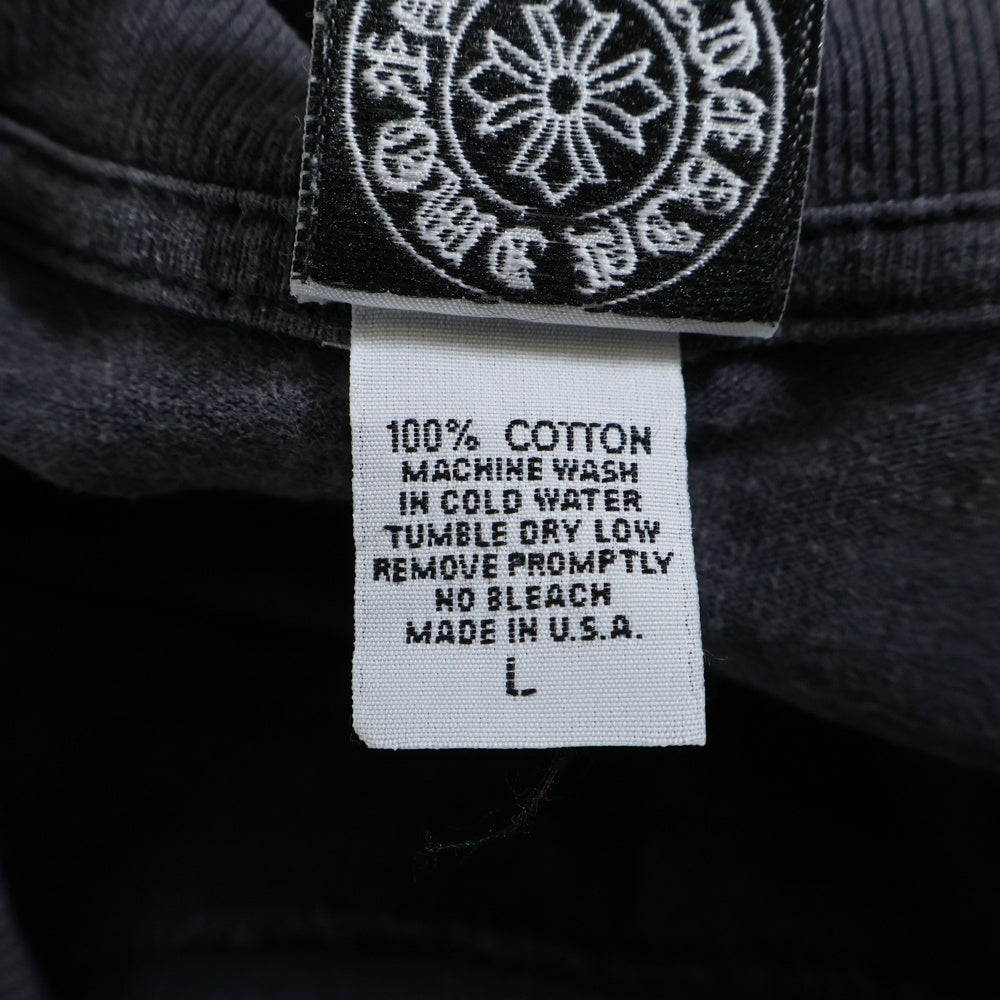 100% COTTON
MACHINE WASH
IN COLD WATER
TUMBLE DRY LOW
REMOVE PROMPTLY
NO BLEACH
MADE IN U.S.A.
L